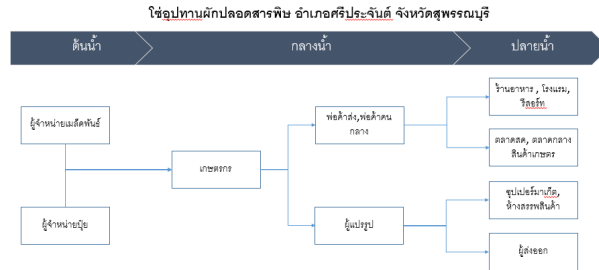 โซ่อุปทานผักปลอดสารพิษ อำเภอศรีประจันต์ จังหวัดสุพรรณบุรี
ต้นน้ำ
กลางน้ำ
ปลายน้ำ
ผู้จำหน่ายเมล็ดพันธ์
ผู้จำหน่ายปุ๋ย
เกษตรกร
พ่อค้าส่ง,พ่อค้าคน
กลาง
ผู้แปรรูป
ร้านอาหาร , โรงแรม,
รีสอร์ท
ตลาดสด, ตลาดกลาง
สินค้าเกษตร
ซุปเปอร์มาเก็ต,
ห้างสรรพสินค้า
ผู้ส่งออก